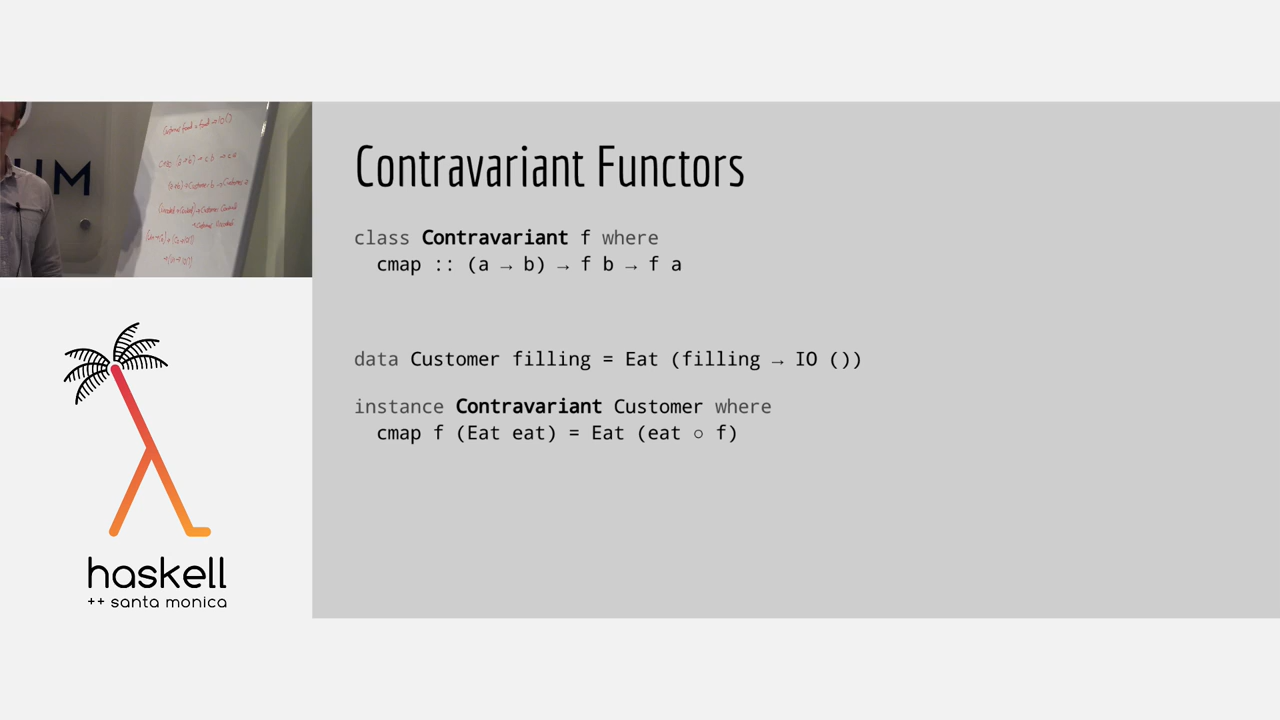 UM
Contravariant Functors
class Contravariant f where
cmap :: (a → b) → f b → f a
data Customer filling = Eat (filling → IO ())
instance Contravariant Customer where
cmap f (Eat eat) = Eat (eat ○ f)
haskell
++ santa monica